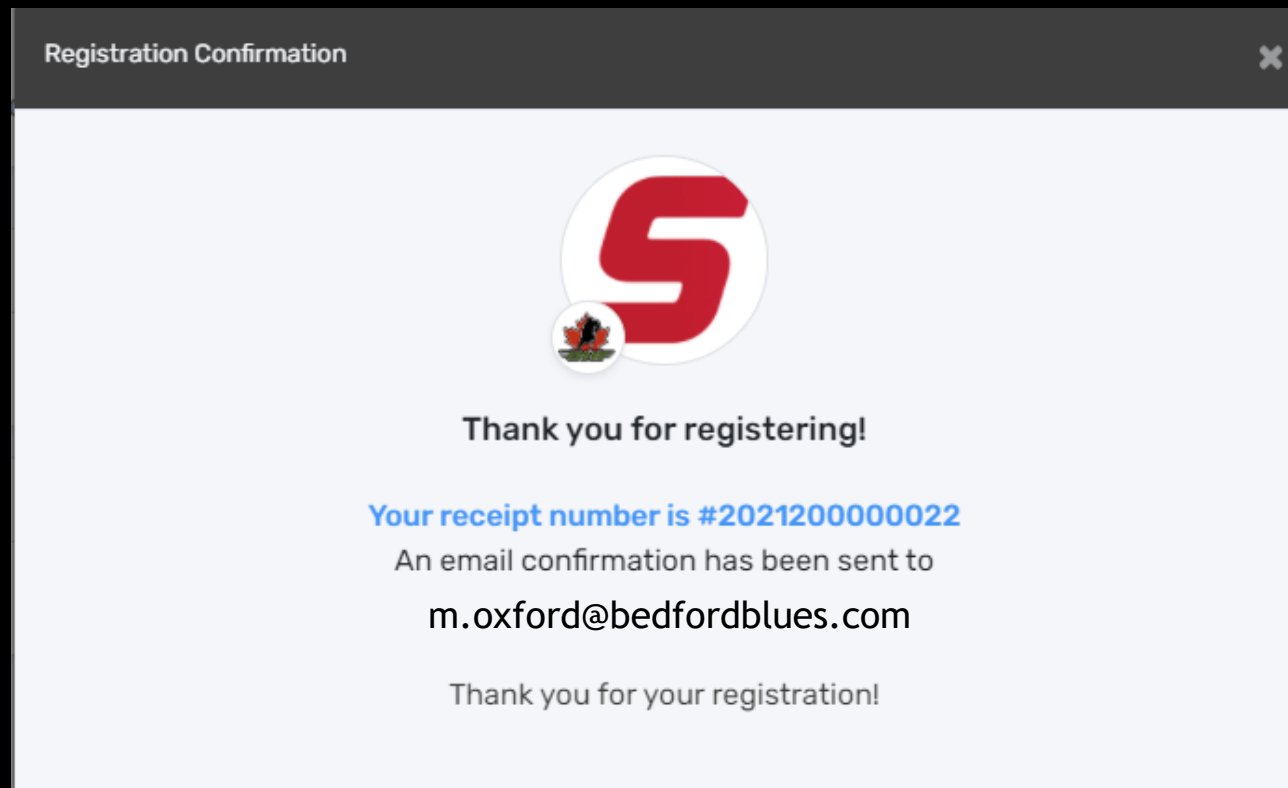 Registration Confirmation
S
Thank you for registering!
Your receipt number is #2021200000022
An email confirmation has been sent to
m.oxford@bedfordblues.com
Thank you for your registration!